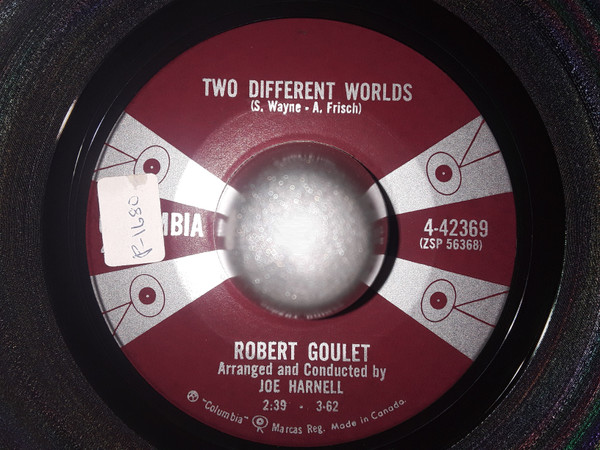 TWO DIFFERENT WORLDS
(S. Wayne - A. Frisch)
P-1680
MBIA
4-42369
(ZSP 56368)
ROBERT GOULET
Arranged and Conducted by
JOE HARNELL
2:39 - 3-62
"Columbia" Marcas Reg. Made in Canada.